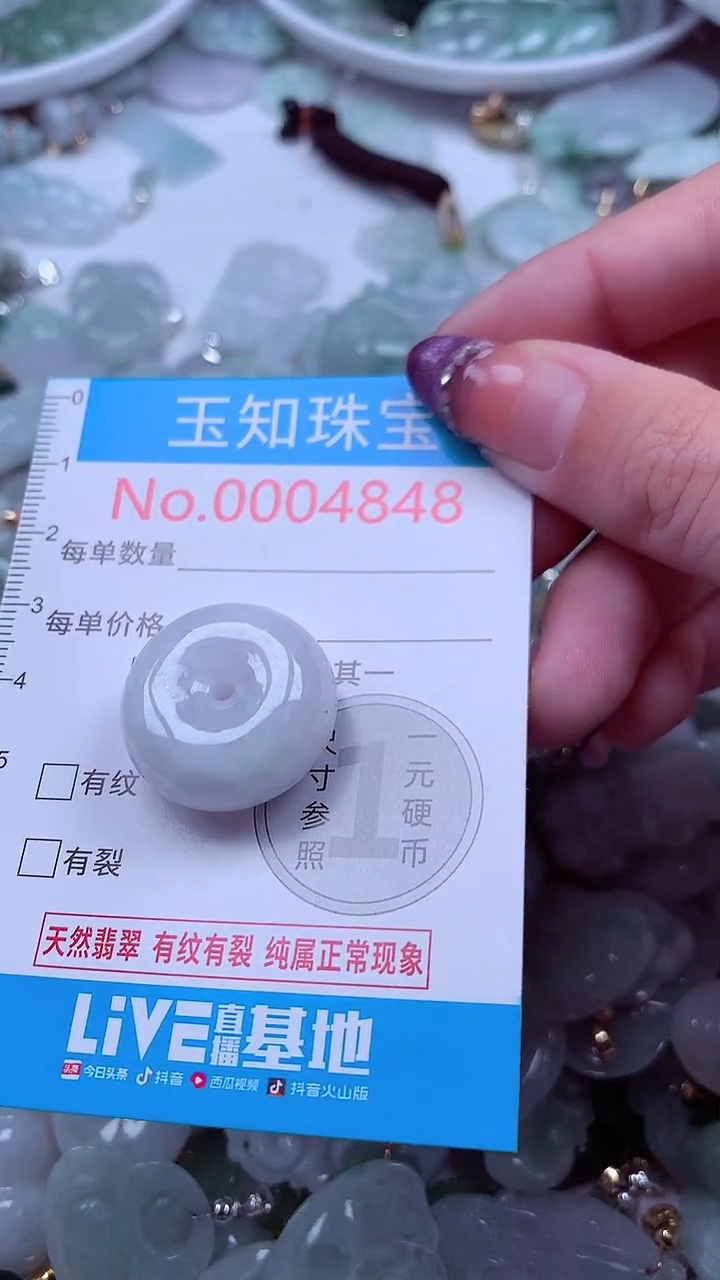 玉知珠宝
No.0004848
0
1
2
3
4
5
每单数量
每单价格
其一
有纹
有裂
1
尺寸参照
一元硬币
天然翡翠 有纹有裂 纯属正常现象
LiVE直播基地
头条 今日头条 抖音 西瓜视频 抖音火山版